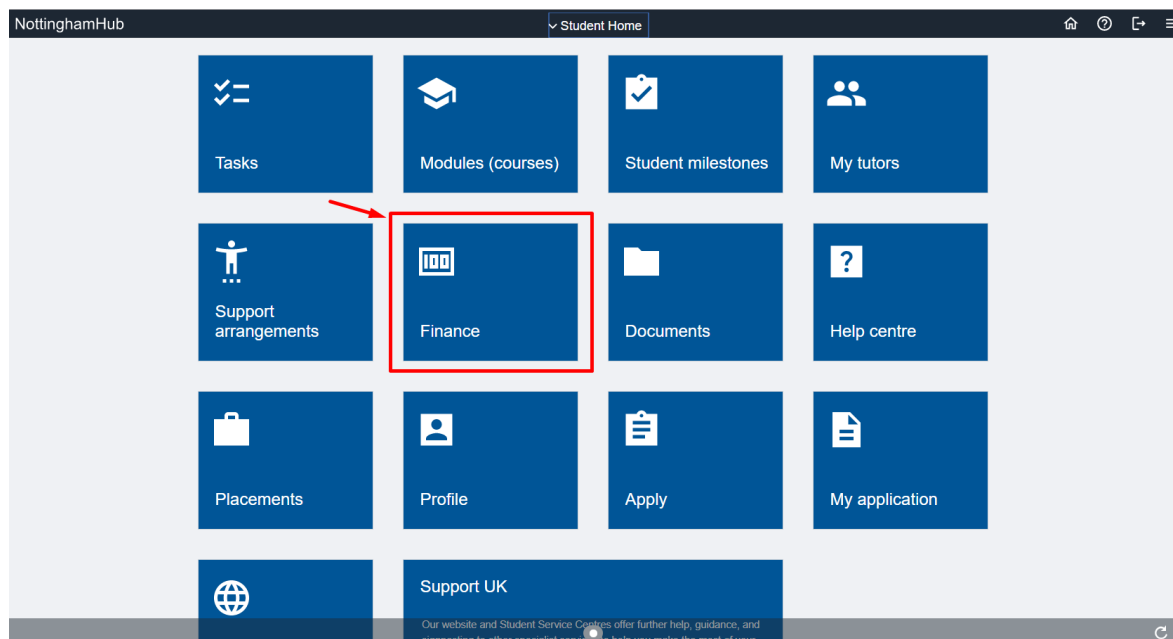 NottinghamHub
Student Home
Tasks
Modules (courses)
Student milestones
My tutors
Support
arrangements
Finance
Documents
Help centre
Placements
Profile
Apply
My application
Support UK
Our website and Student Service Centres offer further help, guidance, and